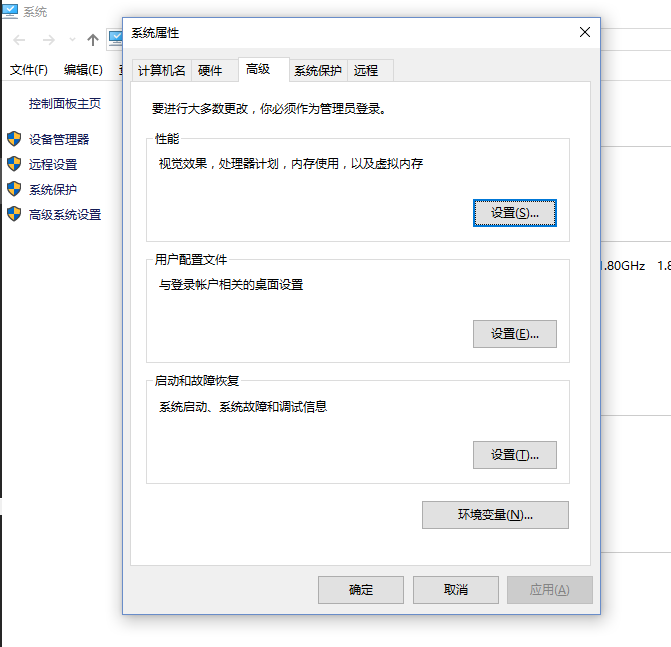 系统
系统属性
文件(F) 编辑(E)
计算机名 硬件 高级 系统保护 远程
控制面板主页
要进行大多数更改，你必须作为管理员登录。
设备管理器
远程设置
系统保护
高级系统设置
性能
视觉效果，处理器计划，内存使用，以及虚拟内存
设置(S)...
用户配置文件
与登录帐户相关的桌面设置
1.80GHz 1.8
设置(E)...
启动和故障恢复
系统启动、系统故障和调试信息
设置(T)...
环境变量(N)...
确定 取消 应用(A)